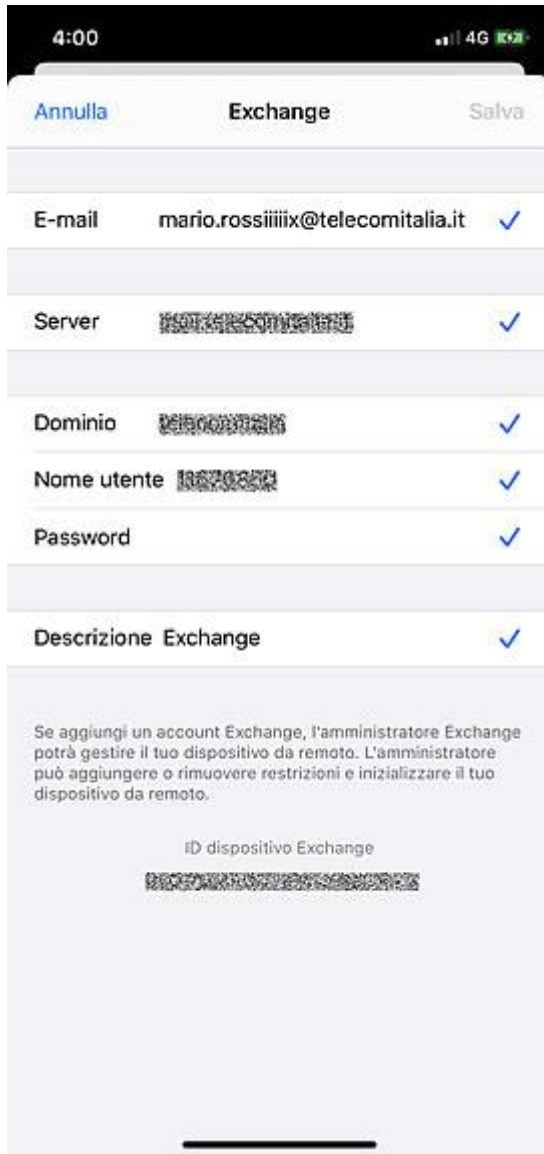 4:00 4G
Annulla Exchange Salva
E-mail mario.rossiiiiix@telecomitalia.it
Server
Dominio
Nome utente
Password
Descrizione Exchange
Se aggiungi un account Exchange, l'amministratore Exchange
potrà gestire il tuo dispositivo da remoto. L'amministratore
può aggiungere o rimuovere restrizioni e inizializzare il tuo
dispositivo da remoto.
ID dispositivo Exchange